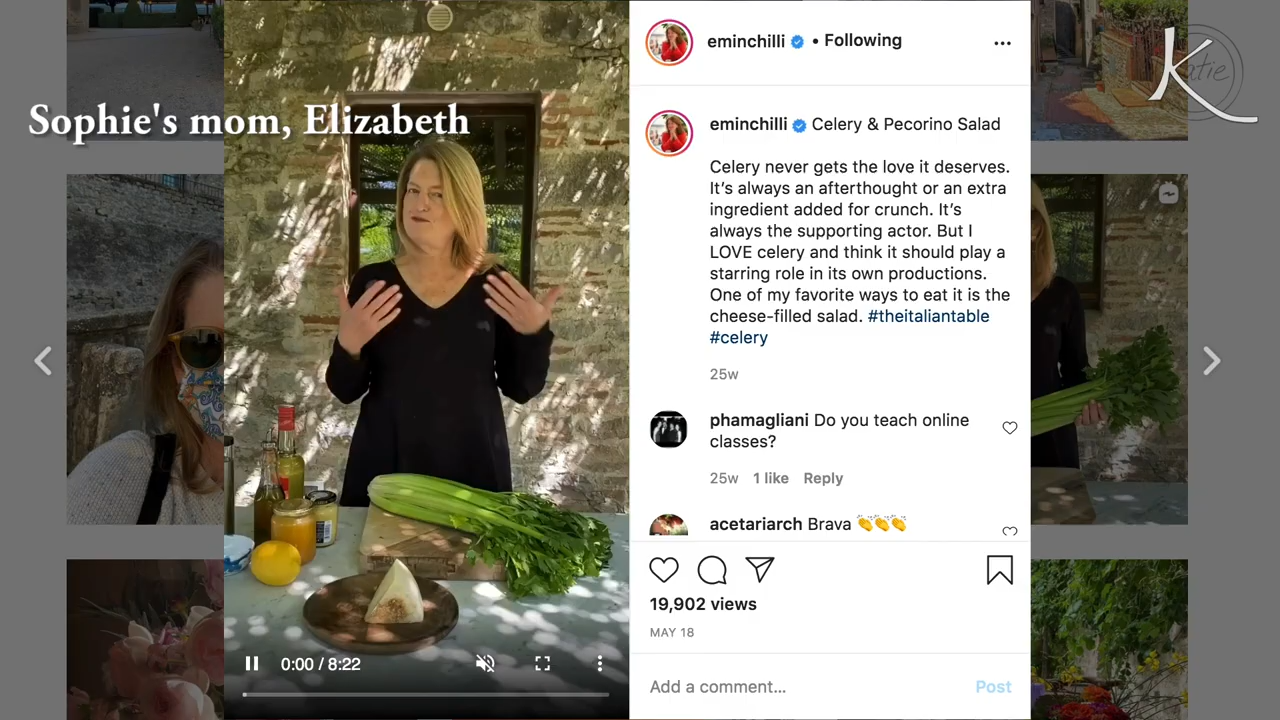 Sophie's mom, Elizabeth
Katie
eminchilli • Following
eminchilli Celery & Pecorino Salad
Celery never gets the love it deserves.
It’s always an afterthought or an extra
ingredient added for crunch. It’s
always the supporting actor. But I
LOVE celery and think it should play a
starring role in its own productions.
One of my favorite ways to eat it is the
cheese-filled salad. #theitaliantable
#celery
25w
phamagliani Do you teach online
classes?
25w 1 like Reply
acetariarch Brava 👏👏👏
19,902 views
MAY 18
0:00 / 8:22
Add a comment... Post